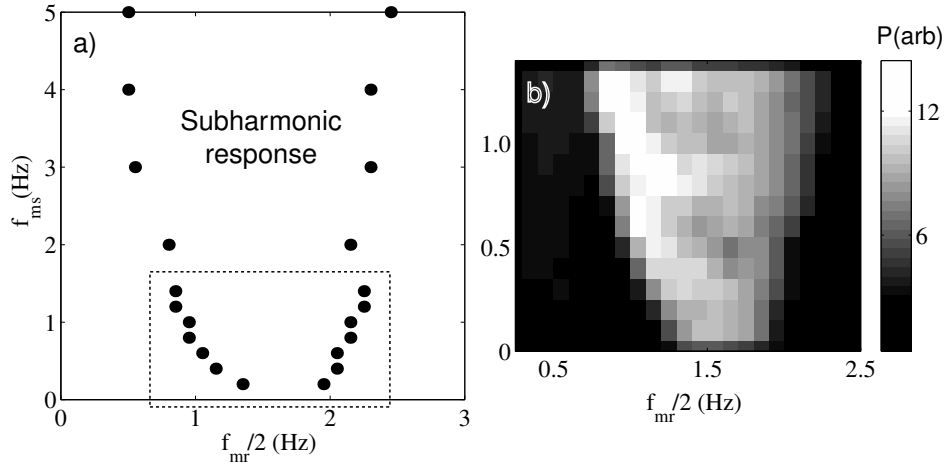 a)
Subharmonic
response
f_ms(Hz)
5
4
3
2
1
0
0 1 2 3
f_mr/2 (Hz)
b)
1.0
0.5
0
0.5 1.5 2.5
f_mr/2 (Hz)
P(arb)
12
6